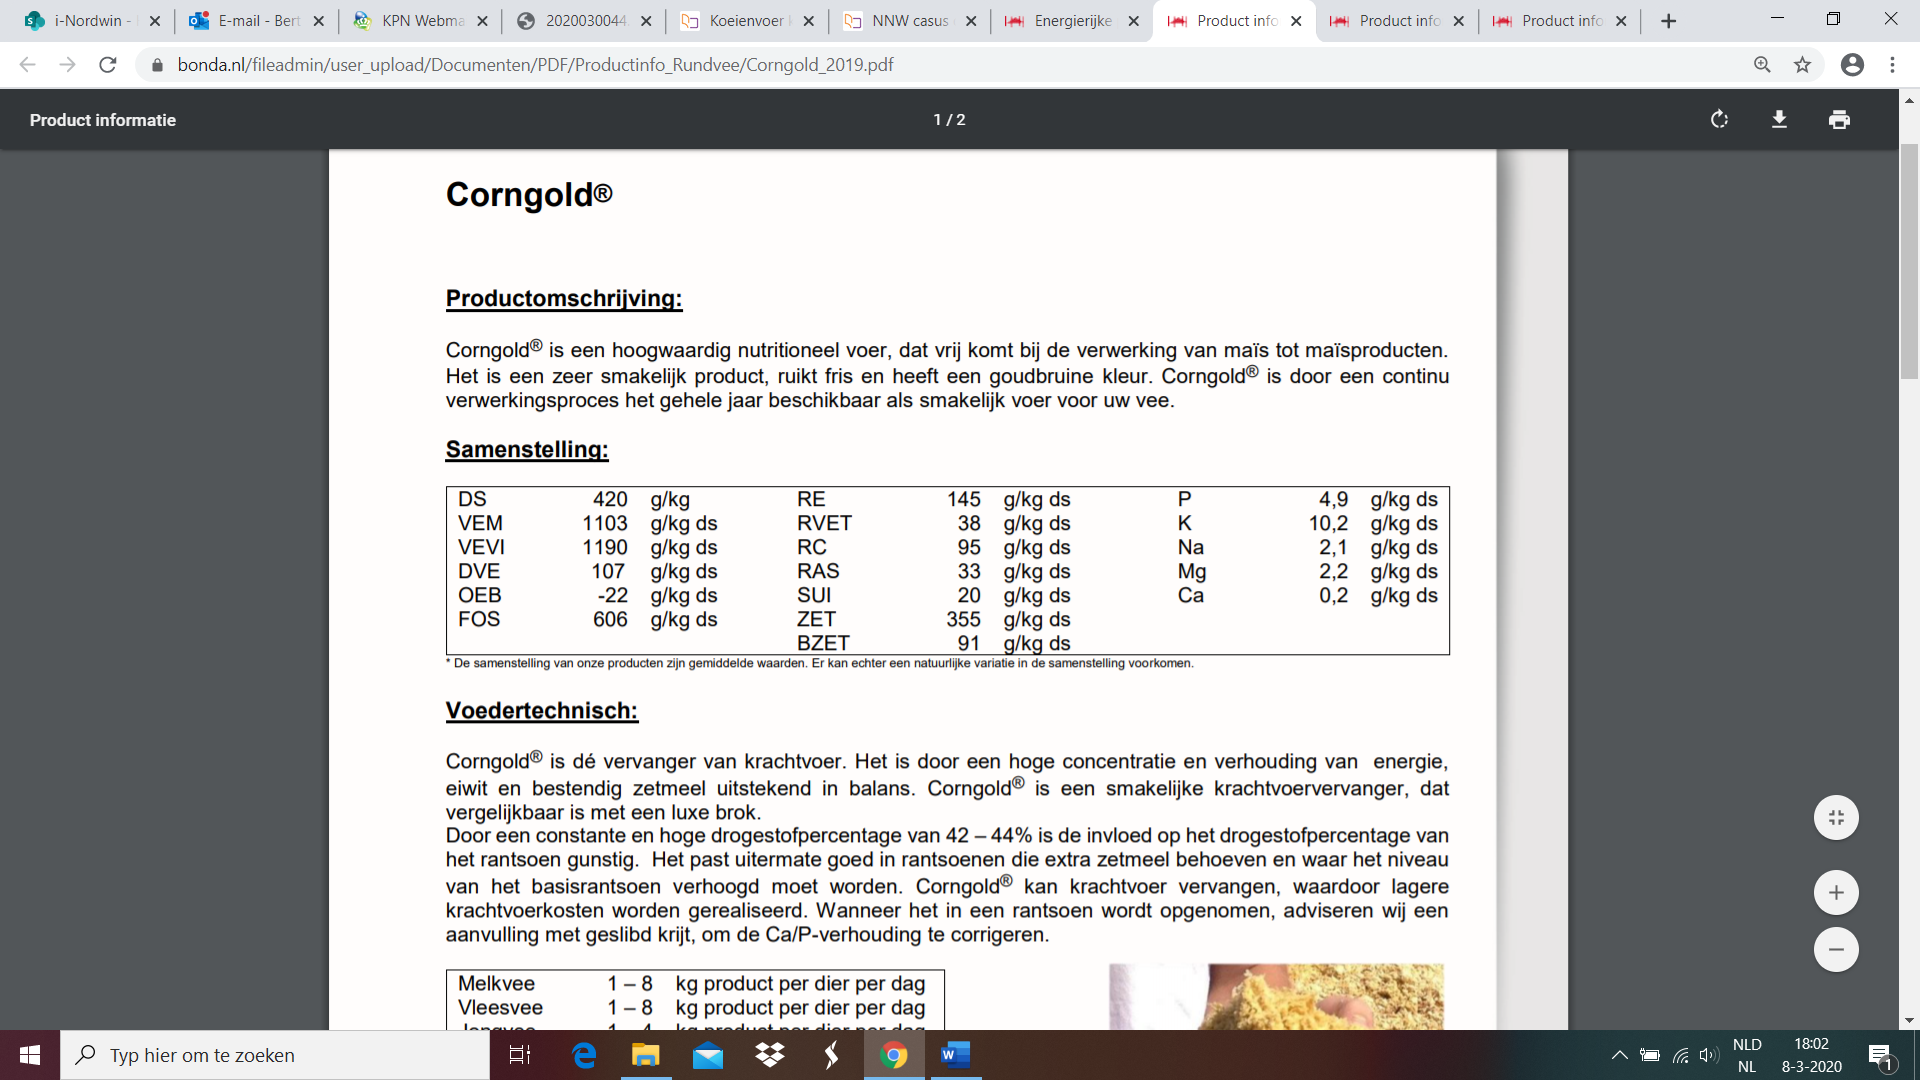 i-Nordwin -
E-mail - Bert
KPN Webma
2020030044
Koeienvoer
NNW casus
Energierijke
Product info
Product info
Product info
bonda.nl/fileadmin/user_upload/Documenten/PDF/Productinfo_Rundvee/Corngold_2019.pdf
Product informatie
1 / 2
Corngold®
Productomschrijving:
Corngold® is een hoogwaardig nutritioneel voer, dat vrij komt bij de verwerking van maïs tot maïsproducten.
Het is een zeer smakelijk product, ruikt fris en heeft een goudbruine kleur. Corngold® is door een continu
verwerkingsproces het gehele jaar beschikbaar als smakelijk voer voor uw vee.
Samenstelling:
DS 420 g/kg RE 145 g/kg ds P 4,9 g/kg ds
VEM 1103 g/kg ds RVET 38 g/kg ds K 10,2 g/kg ds
VEVI 1190 g/kg ds RC 95 g/kg ds Na 2,1 g/kg ds
DVE 107 g/kg ds RAS 33 g/kg ds Mg 2,2 g/kg ds
OEB -22 g/kg ds SUI 20 g/kg ds Ca 0,2 g/kg ds
FOS 606 g/kg ds ZET 355 g/kg ds
BZET 91 g/kg ds
* De samenstelling van onze producten zijn gemiddelde waarden. Er kan echter een natuurlijke variatie in de samenstelling voorkomen.
Voedertechnisch:
Corngold® is dé vervanger van krachtvoer. Het is door een hoge concentratie en verhouding van energie,
eiwit en bestendig zetmeel uitstekend in balans. Corngold® is een smakelijke krachtvoervervanger, dat
vergelijkbaar is met een luxe brok.
Door een constante en hoge drogestofpercentage van 42 – 44% is de invloed op het drogestofpercentage van
het rantsoen gunstig. Het past uitermate goed in rantsoenen die extra zetmeel behoeven en waar het niveau
van het basisrantsoen verhoogd moet worden. Corngold® kan krachtvoer vervangen, waardoor lagere
krachtvoerkosten worden gerealiseerd. Wanneer het in een rantsoen wordt opgenomen, adviseren wij een
aanvulling met geslibd krijt, om de Ca/P-verhouding te corrigeren.
Melkvee 1 – 8 kg product per dier per dag
Vleesvee 1 – 8 kg product per dier per dag
Jongvee 1 – 4 kg product per dier per dag
Typ hier om te zoeken
NLD 18:02
NL 8-3-2020
1